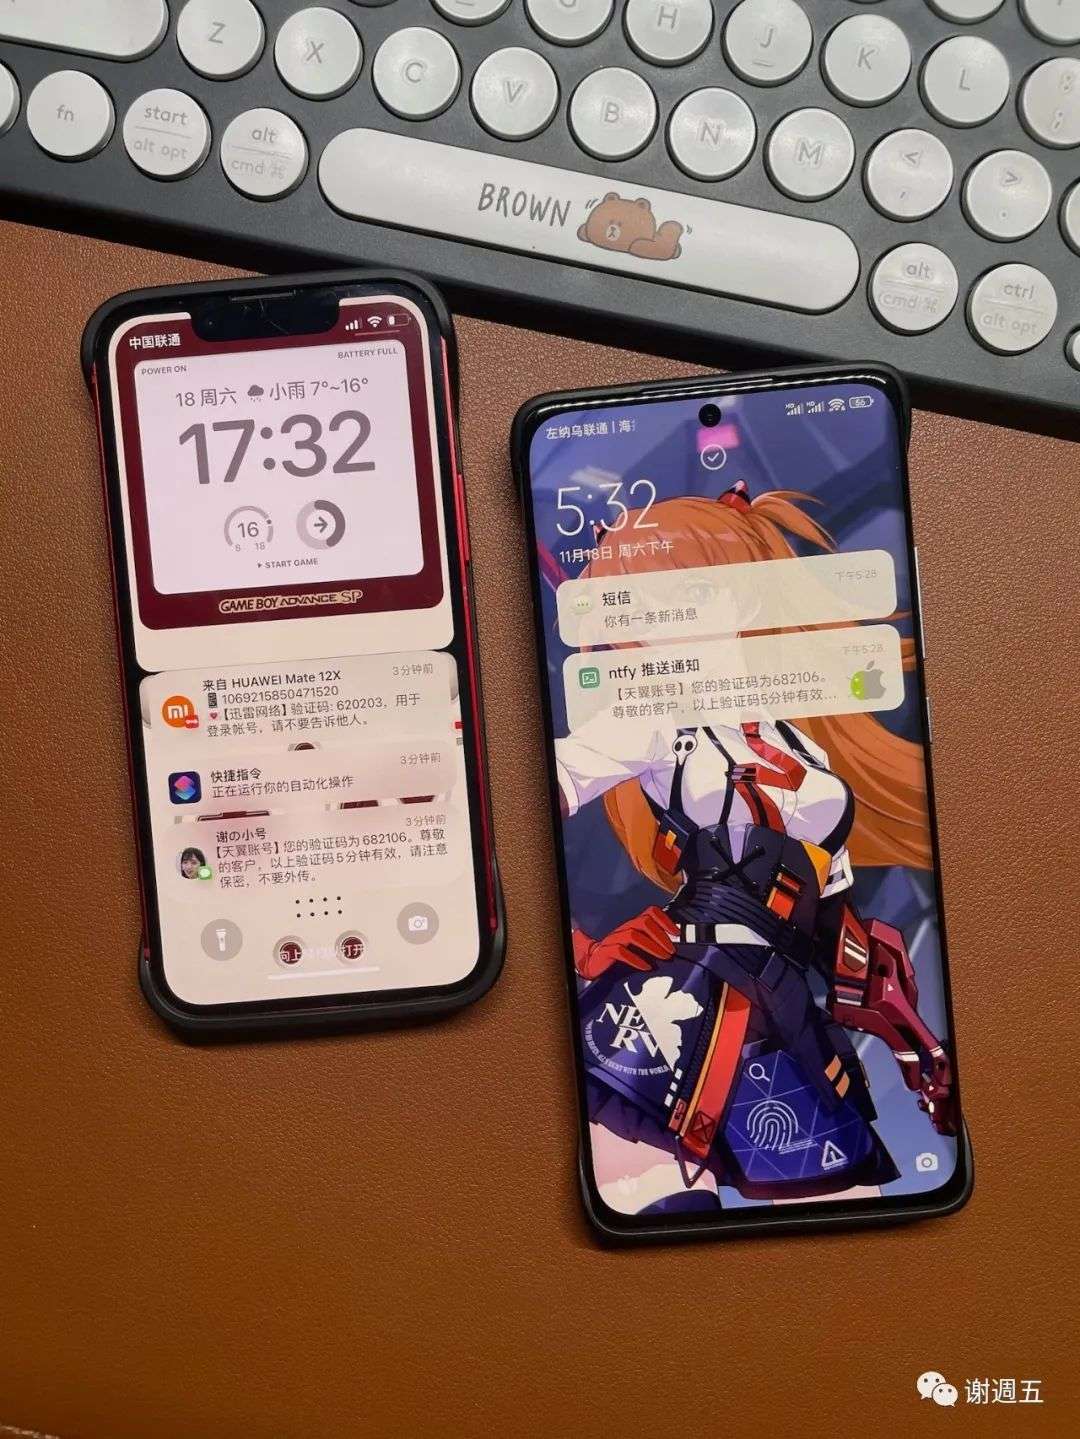 Z
X
C
V
B
N
M
H
J
K
L
fn
start
alt opt
alt
cmd ⌘
BROWN
<
,
>
.
alt
cmd ⌘
ctrl
alt opt
中国联通
POWER ON
BATTERY FULL
18 周六 小雨 7°~16°
17:32
16
6 18
START GAME
GAME BOY ADVANCE SP
来自 HUAWEI Mate 12X
3分钟前
1069215850471520
【迅雷网络】验证码: 620203，用于
登录帐号，请不要告诉他人。
快捷指令
3分钟前
正在运行你的自动化操作
谢の小号
3分钟前
【天翼账号】您的验证码为 682106。尊敬
的客户，以上验证码5分钟有效，请注意
保密，不要外传。
左纳乌联通 | 海
56
5:32
11月18日 周六下午
短信
下午5:28
你有一条新消息
ntfy 推送通知
下午5:28
【天翼账号】您的验证码为682106。
尊敬的客户，以上验证码5分钟有效...
NERV
谢週五